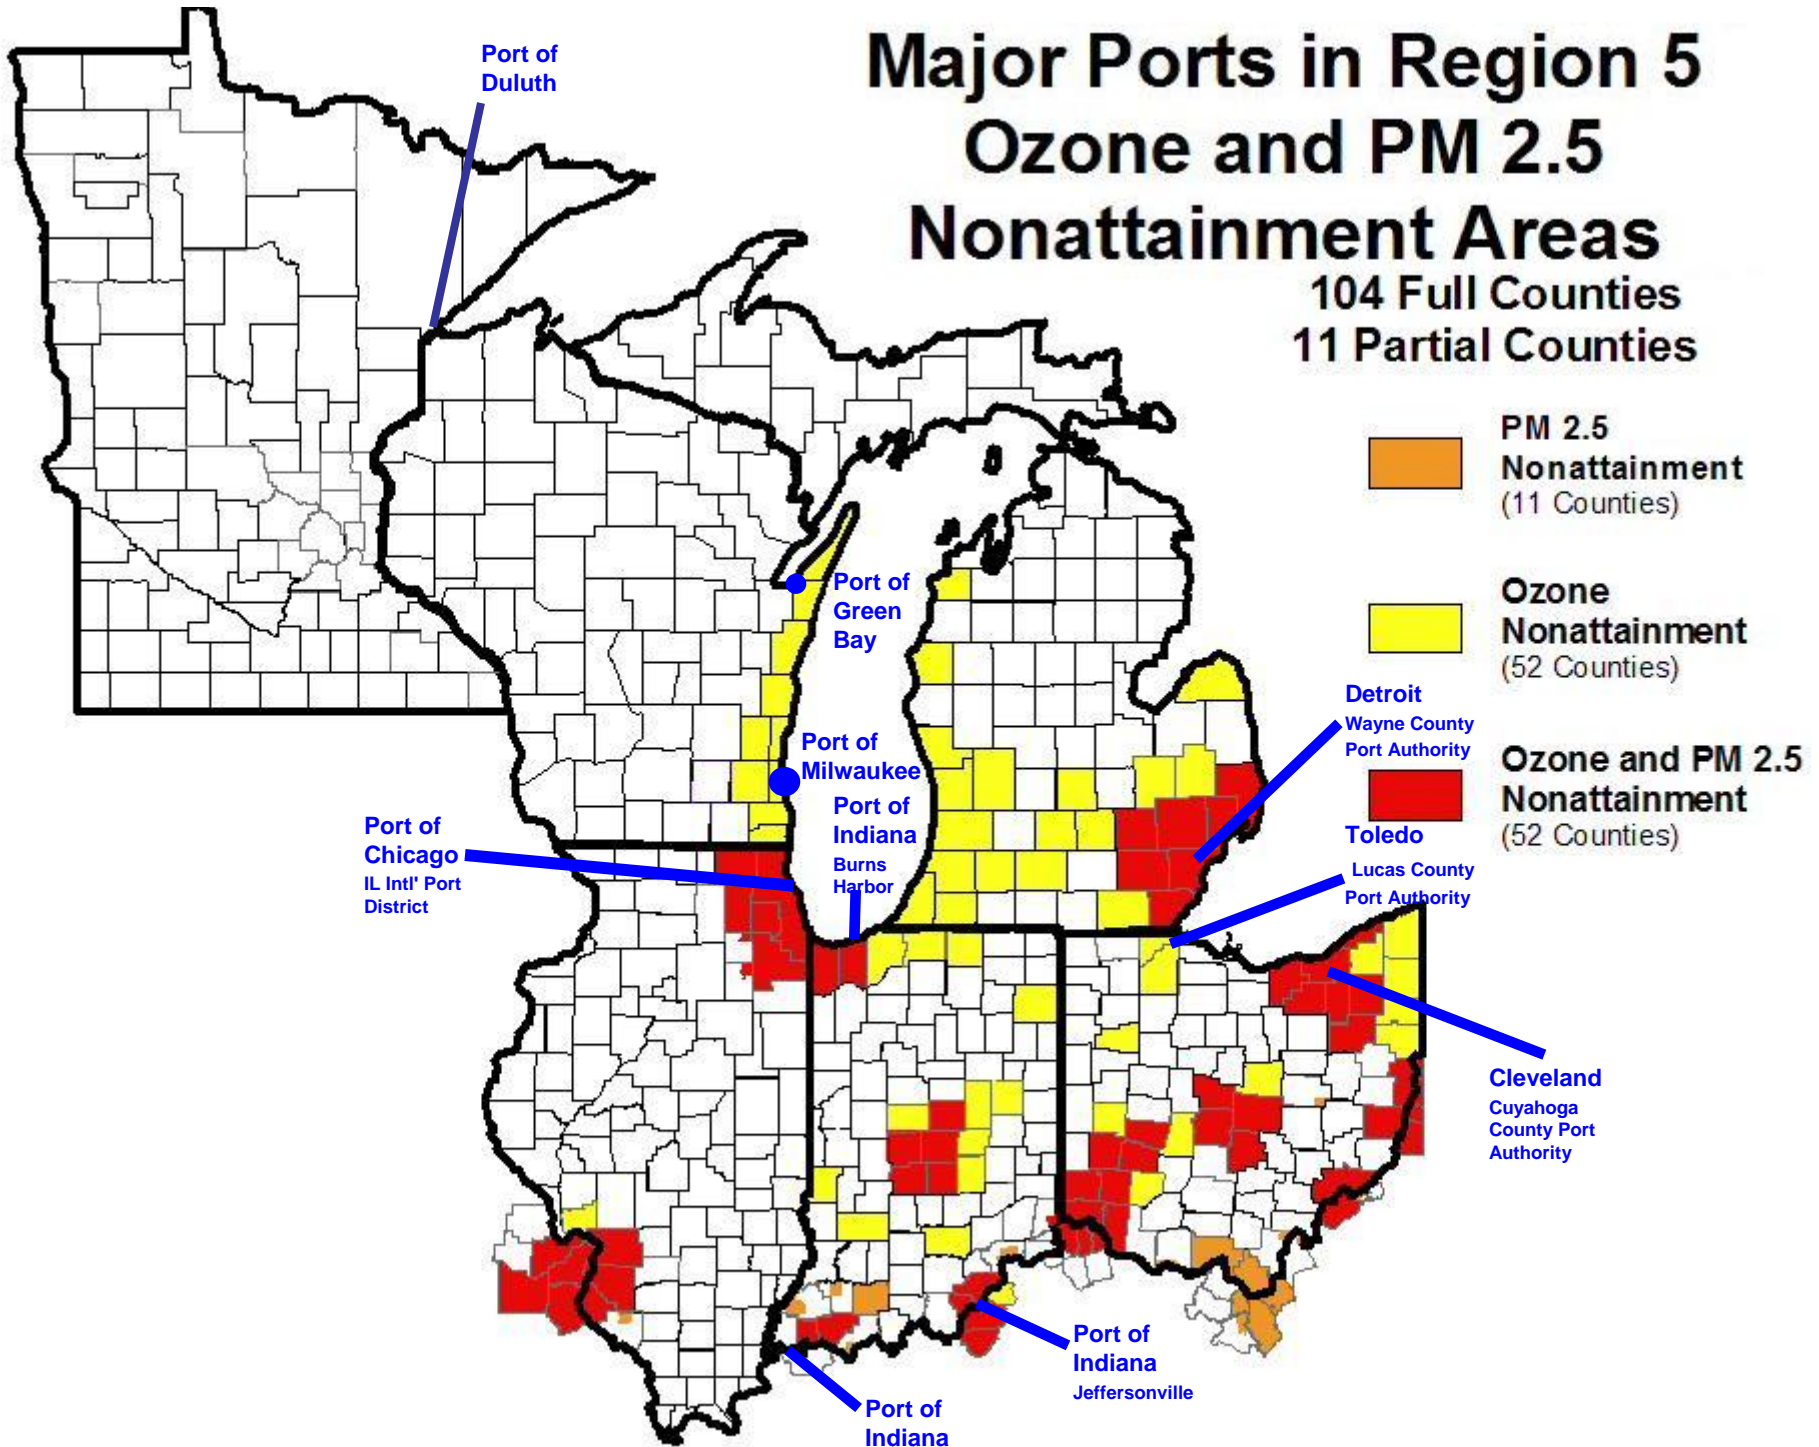 Major Ports in Region 5
Ozone and PM 2.5
Nonattainment Areas
104 Full Counties
11 Partial Counties
Port of
Duluth
PM 2.5
Nonattainment
(11 Counties)
Ozone
Nonattainment
(52 Counties)
Ozone and PM 2.5
Nonattainment
(52 Counties)
Port of
Green
Bay
Detroit
Wayne County
Port Authority
Port of
Milwaukee
Port of
Indiana
Burns
Harbor
Port of
Chicago
IL Intl' Port
District
Toledo
Lucas County
Port Authority
Cleveland
Cuyahoga
County Port
Authority
Port of
Indiana
Jeffersonville
Port of
Indiana